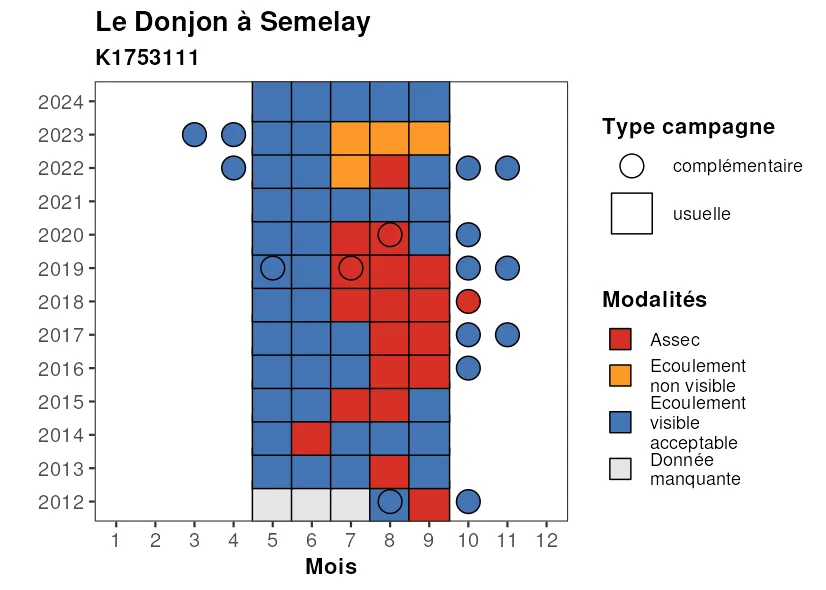 Le Donjon à Semelay
K1753111
2024
2023
2022
2021
2020
2019
2018
2017
2016
2015
2014
2013
2012
1 2 3 4 5 6 7 8 9 10 11 12
Mois
Type campagne
complémentaire
usuelle
Modalités
Assec
Ecoulement
non visible
Ecoulement
visible
acceptable
Donnée
manquante